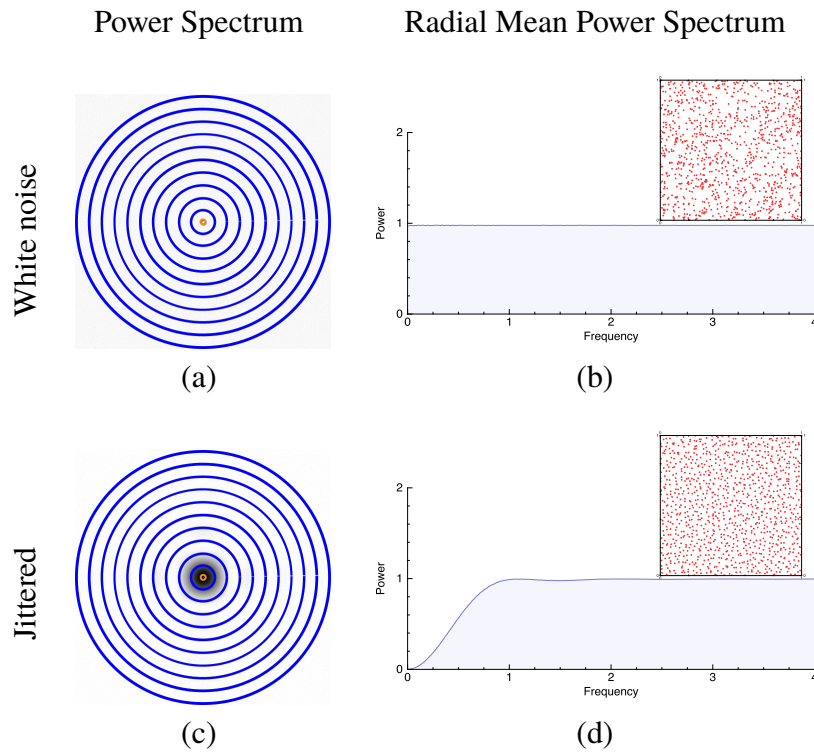 Power Spectrum
Radial Mean Power Spectrum
White noise
2
1
0
Power
0 1 2 3 4
Frequency
(a)
(b)
Jittered
2
1
0
Power
0 1 2 3 4
Frequency
(c)
(d)